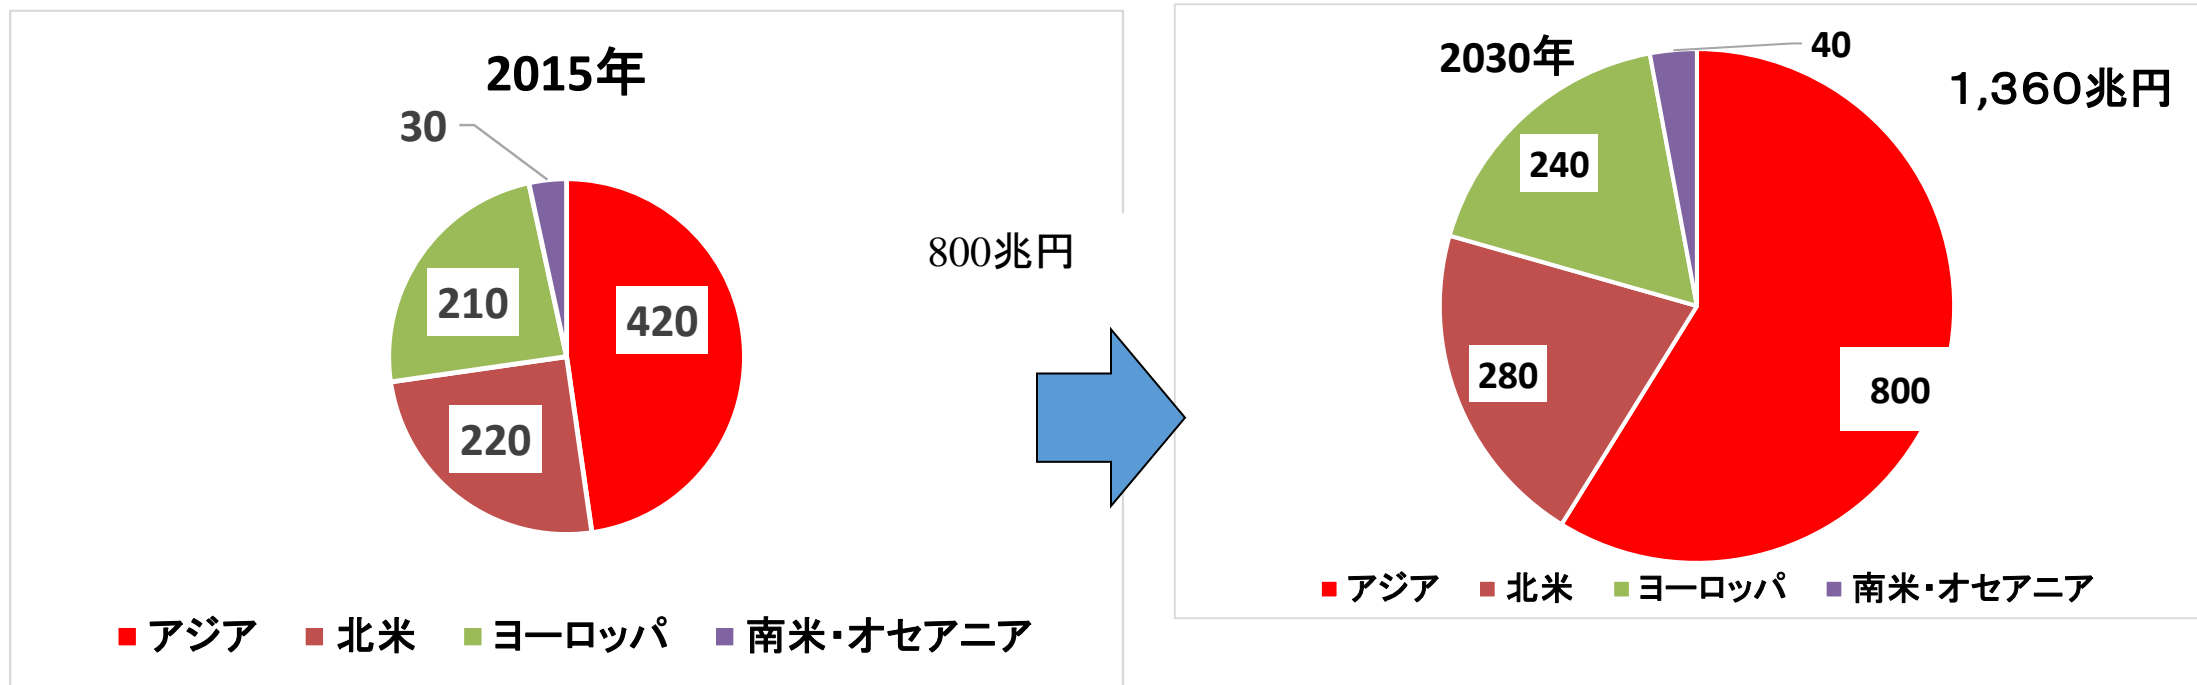 2015年
30
210
420
220
800兆円
アジア 北米 ヨーロッパ 南米・オセアニア
2030年
40
1,360兆円
240
280
800
アジア 北米 ヨーロッパ 南米・オセアニア